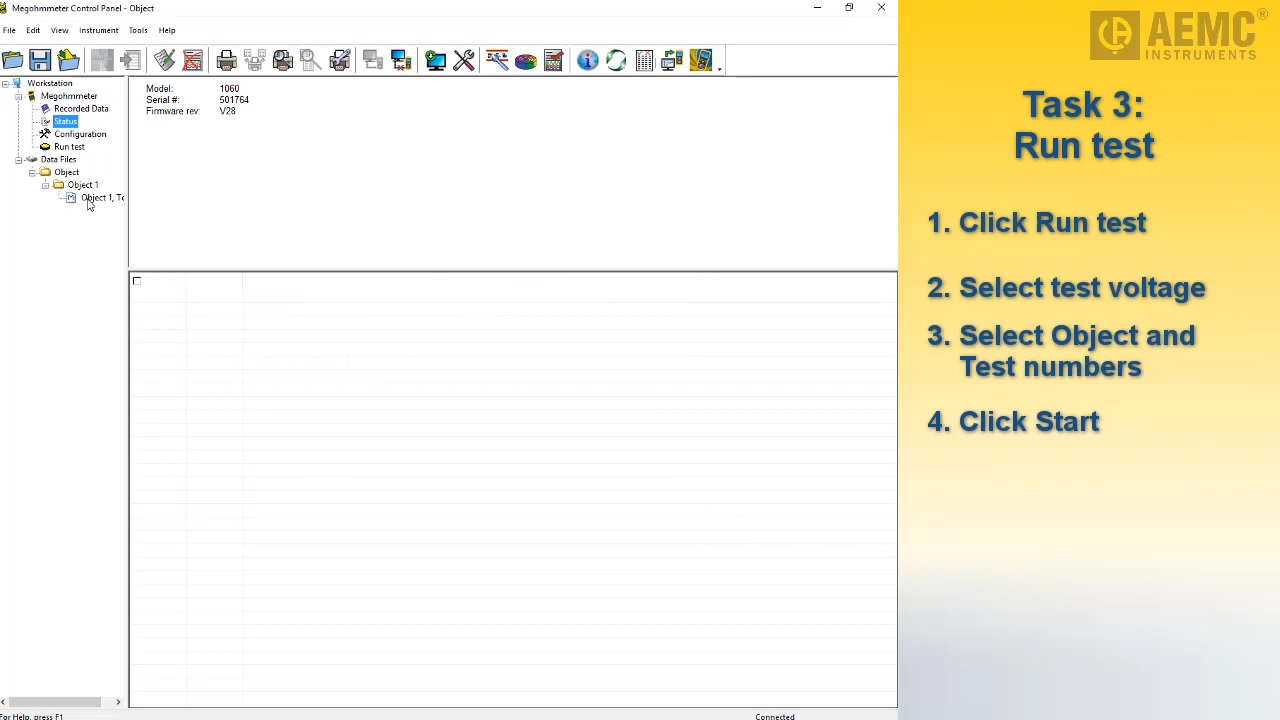 Megohmmeter Control Panel - Object
File Edit View Instrument Tools Help
Workstation
Megohmmeter
Recorded Data
Status
Configuration
Run test
Data Files
Object
Object 1
Object 1, Te
Model: 1060
Serial #: 501764
Firmware rev: V28
For Help, press F1
Connected
AEMC®
INSTRUMENTS
Task 3:
Run test
1. Click Run test
2. Select test voltage
3. Select Object and
Test numbers
4. Click Start